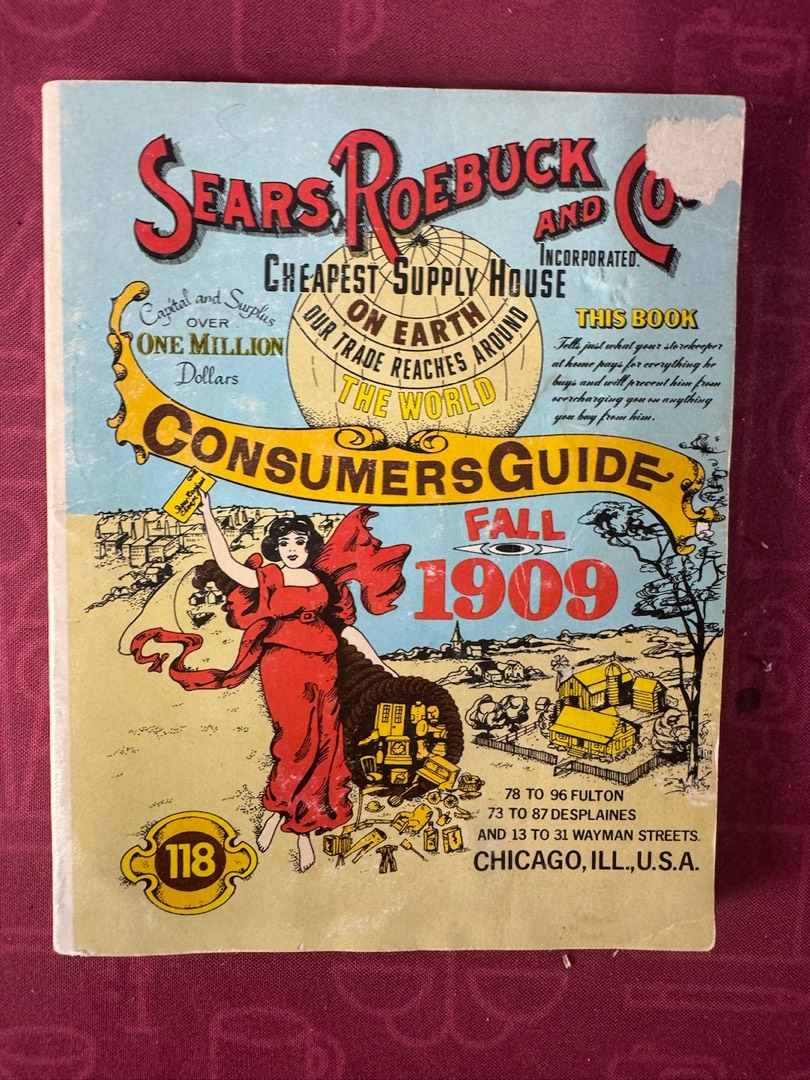 SEARS, ROEBUCK AND CO
INCORPORATED.
CHEAPEST SUPPLY HOUSE
ON EARTH
OUR TRADE REACHES AROUND
THE WORLD
Capital and Surplus
OVER
ONE MILLION
Dollars
THIS BOOK
Tells just what your storekeeper
at home pays for everything he
buys and will prevent him from
overcharging you on anything
you buy from him.
CONSUMERS GUIDE
FALL
1909
78 TO 96 FULTON
73 TO 87 DESPLAINES
AND 13 TO 31 WAYMAN STREETS.
CHICAGO, ILL., U.S.A.
118